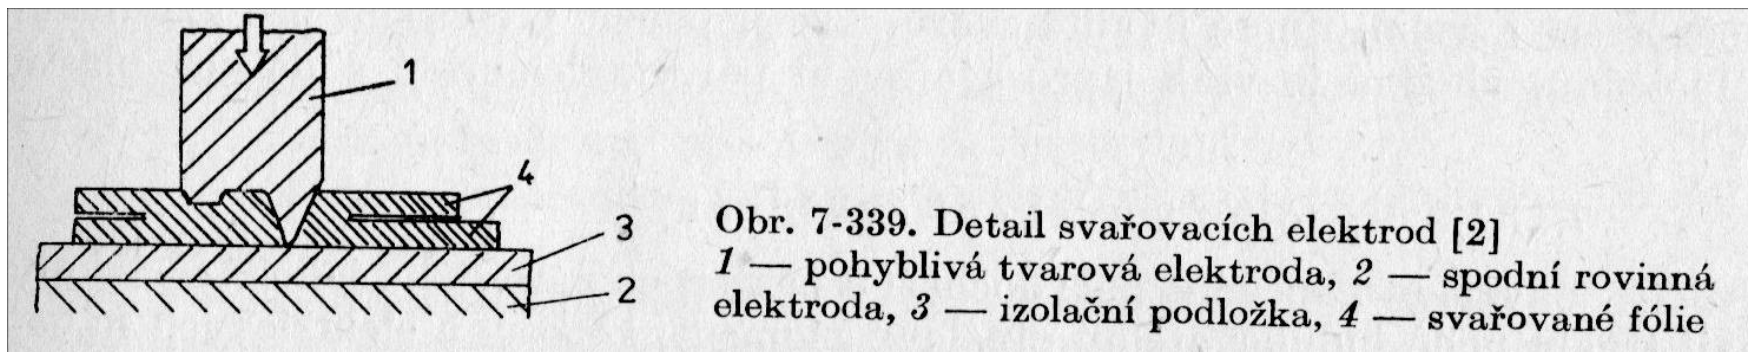 1
4
3
2
Obr. 7-339. Detail svařovacích elektrod [2]
1 — pohyblivá tvarová elektroda, 2 — spodní rovinná
elektroda, 3 — izolační podložka, 4 — svařované fólie